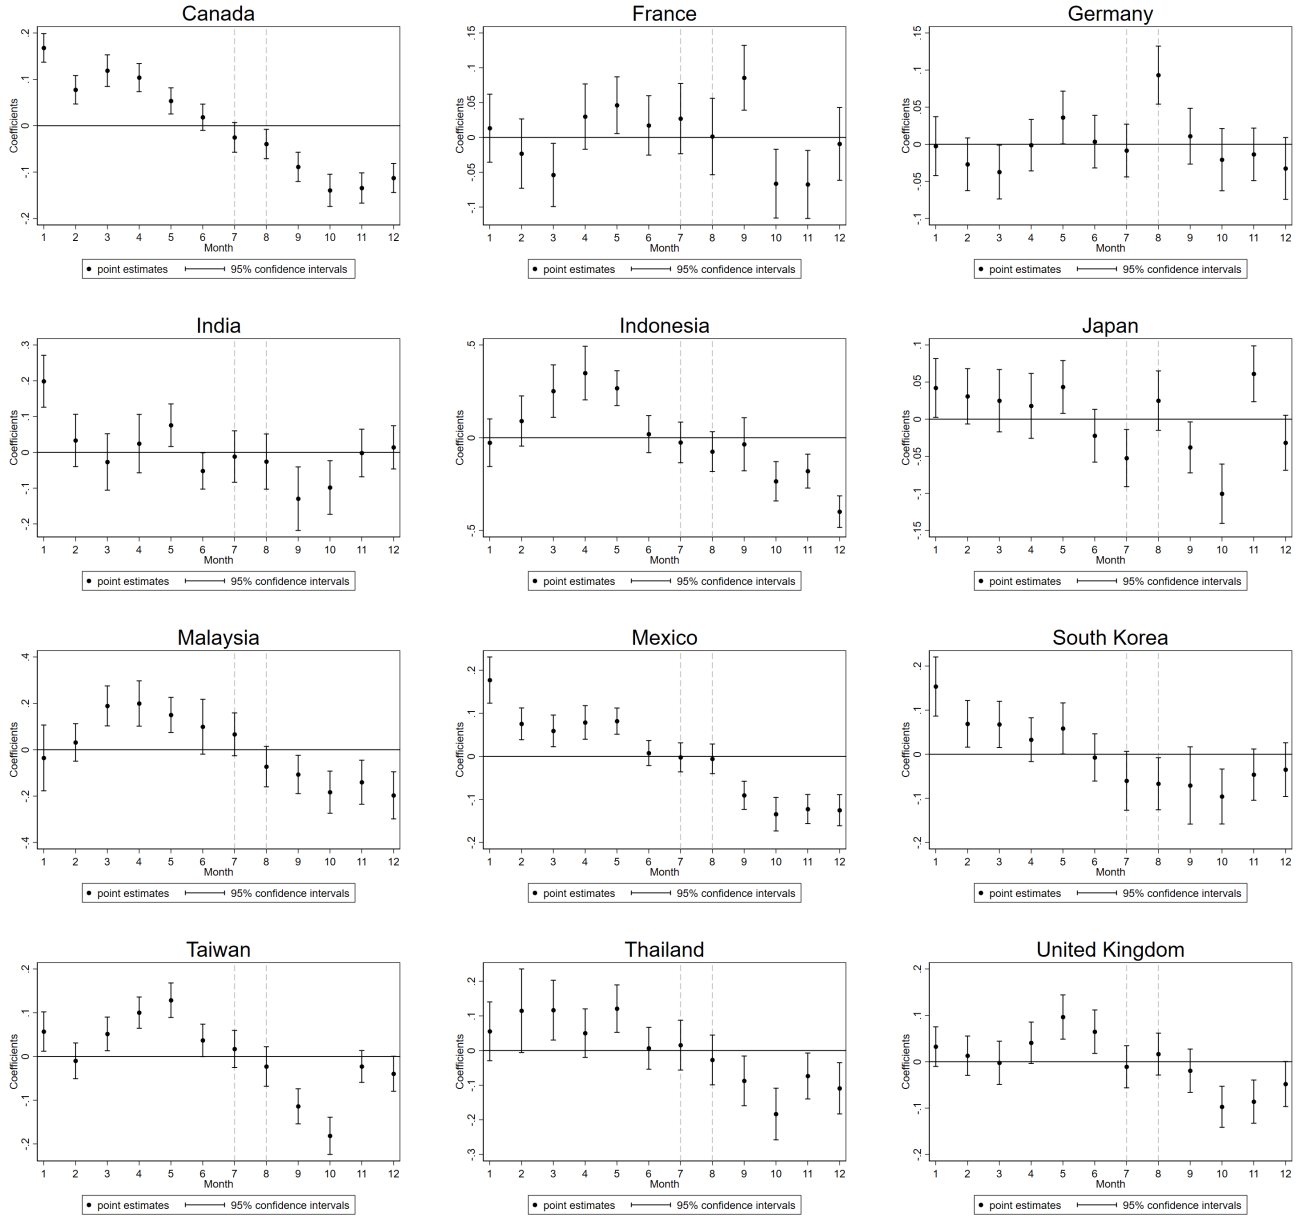 Canada
Coefficients
.2
.1
0
-.1
-.2
1 2 3 4 5 6 7 8 9 10 11 12
Month
point estimates 95% confidence intervals
France
Coefficients
.15
.1
.05
0
-.05
-.1
1 2 3 4 5 6 7 8 9 10 11 12
Month
point estimates 95% confidence intervals
Germany
Coefficients
.15
.1
.05
0
-.05
-.1
1 2 3 4 5 6 7 8 9 10 11 12
Month
point estimates 95% confidence intervals
India
Coefficients
.3
.2
.1
0
-.1
-.2
1 2 3 4 5 6 7 8 9 10 11 12
Month
point estimates 95% confidence intervals
Indonesia
Coefficients
.5
0
-.5
1 2 3 4 5 6 7 8 9 10 11 12
Month
point estimates 95% confidence intervals
Japan
Coefficients
.1
.05
0
-.05
-.1
-.15
1 2 3 4 5 6 7 8 9 10 11 12
Month
point estimates 95% confidence intervals
Malaysia
Coefficients
.4
.2
0
-.2
-.4
1 2 3 4 5 6 7 8 9 10 11 12
Month
point estimates 95% confidence intervals
Mexico
Coefficients
.2
.1
0
-.1
-.2
1 2 3 4 5 6 7 8 9 10 11 12
Month
point estimates 95% confidence intervals
South Korea
Coefficients
.2
.1
0
-.1
-.2
1 2 3 4 5 6 7 8 9 10 11 12
Month
point estimates 95% confidence intervals
Taiwan
Coefficients
.2
.1
0
-.1
-.2
1 2 3 4 5 6 7 8 9 10 11 12
Month
point estimates 95% confidence intervals
Thailand
Coefficients
.2
.1
0
-.1
-.2
-.3
1 2 3 4 5 6 7 8 9 10 11 12
Month
point estimates 95% confidence intervals
United Kingdom
Coefficients
.2
.1
0
-.1
-.2
1 2 3 4 5 6 7 8 9 10 11 12
Month
point estimates 95% confidence intervals